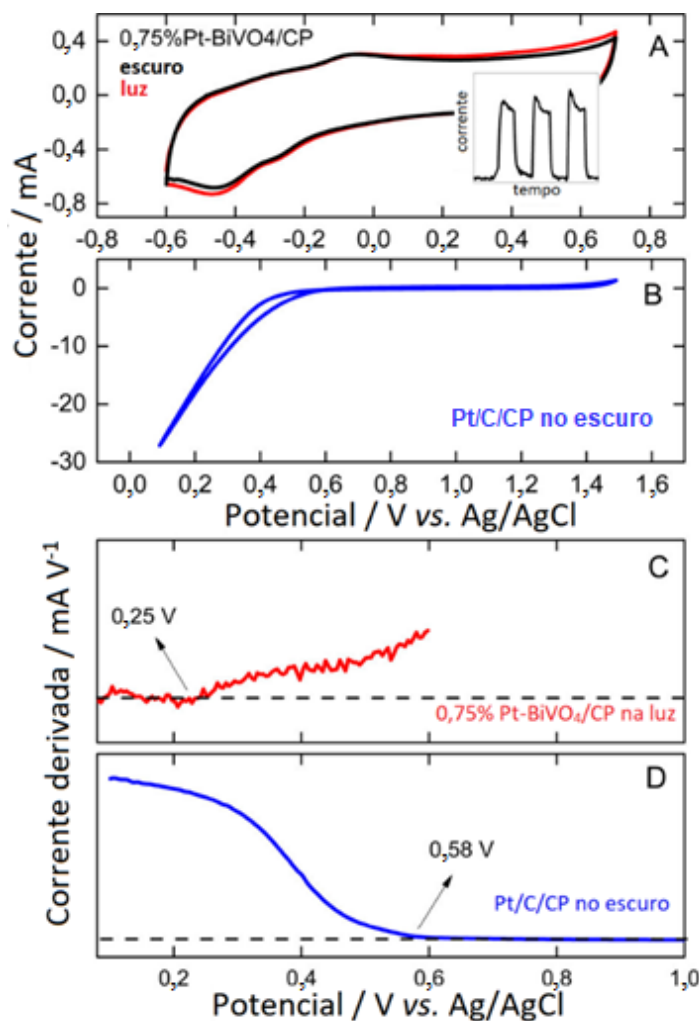 0,75%Pt-BiVO4/CP
A
escuro
luz
corrente
tempo
0,4
0,0
-0,4
-0,8
-0,8 -0,6 -0,4 -0,2 0,0 0,2 0,4 0,6 0,8
Corrente / mA
B
0
-10
-20
-30
Pt/C/CP no escuro
0,0 0,2 0,4 0,6 0,8 1,0 1,2 1,4 1,6
Potencial / V vs. Ag/AgCl
C
0,25 V
0,75% Pt-BiVO₄/CP na luz
Corrente derivada / mA V⁻¹
D
0,58 V
Pt/C/CP no escuro
0,2 0,4 0,6 0,8 1,0
Potencial / V vs. Ag/AgCl